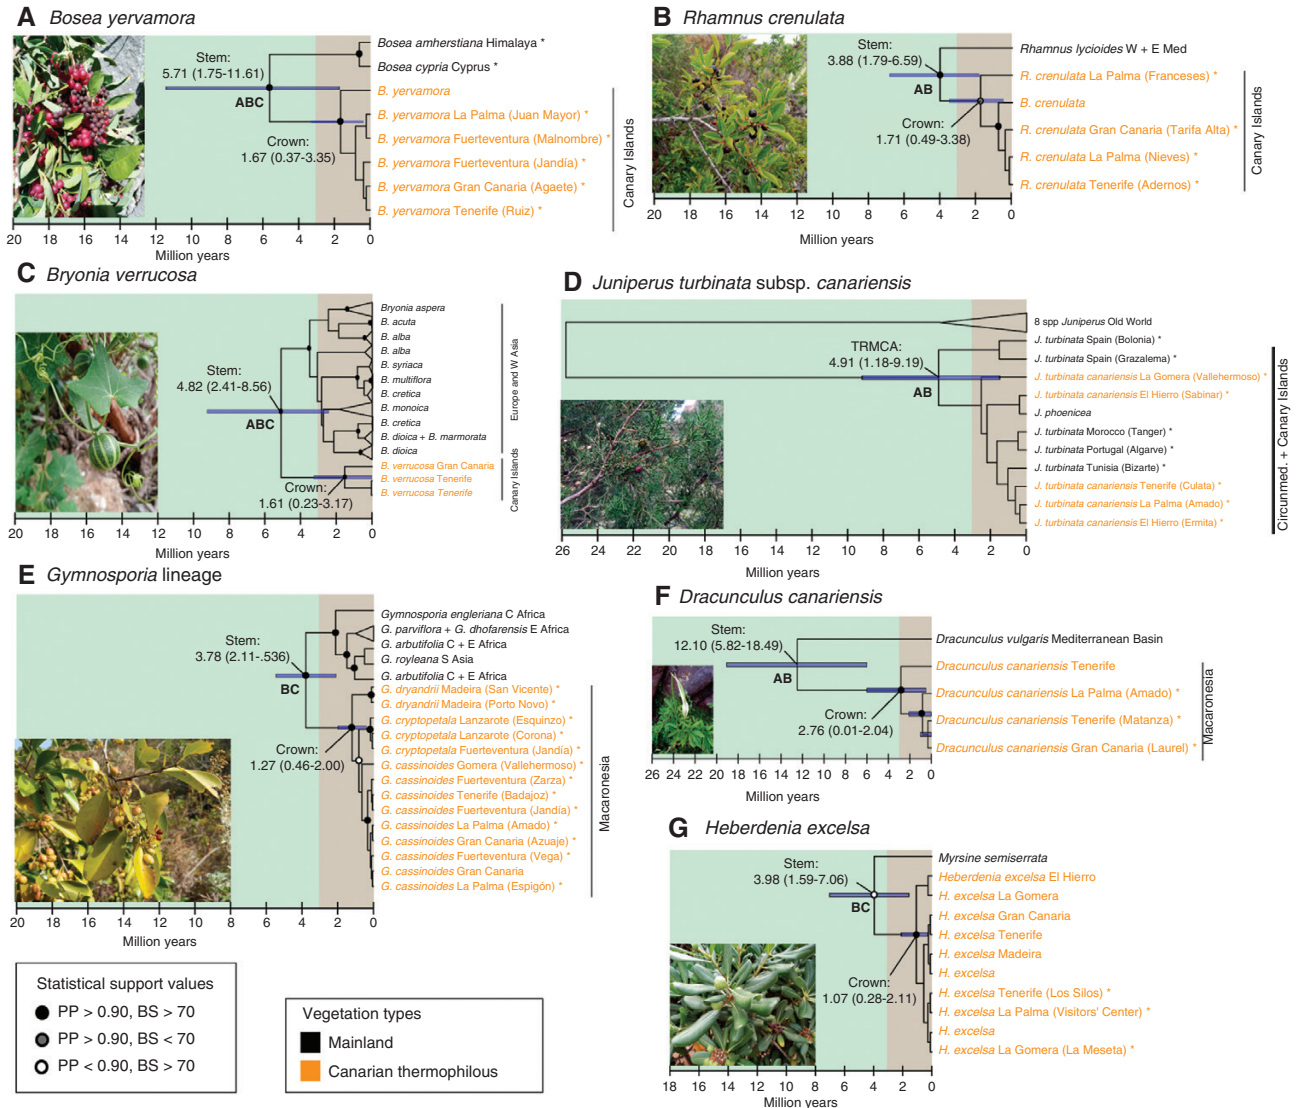 A Bosea yervamora
Stem:
5.71 (1.75-11.61)
ABC
Crown:
1.67 (0.37-3.35)
Bosea amherstiana Himalaya *
Bosea cypria Cyprus *
B. yervamora
B. yervamora La Palma (Juan Mayor) *
B. yervamora Fuerteventura (Malnombre) *
B. yervamora Fuerteventura (Jandía) *
B. yervamora Gran Canaria (Agaete) *
B. yervamora Tenerife (Ruiz) *
Canary Islands
20 18 16 14 12 10 8 6 4 2 0
Million years
B Rhamnus crenulata
Stem:
3.88 (1.79-6.59)
AB
Crown:
1.71 (0.49-3.38)
Rhamnus lycioides W + E Med
R. crenulata La Palma (Franceses) *
B. crenulata
R. crenulata Gran Canaria (Tarifa Alta) *
R. crenulata La Palma (Nieves) *
R. crenulata Tenerife (Adernos) *
Canary Islands
20 18 16 14 12 10 8 6 4 2 0
Million years
C Bryonia verrucosa
Stem:
4.82 (2.41-8.56)
ABC
Crown:
1.61 (0.23-3.17)
Bryonia aspera
B. acuta
B. alba
B. alba
B. syriaca
B. multiflora
B. cretica
B. monoica
B. cretica
B. dioica + B. marmorata
B. dioica
B. verrucosa Gran Canaria
B. verrucosa Tenerife
B. verrucosa Tenerife
Europe and W Asia
Canary Islands
20 18 16 14 12 10 8 6 4 2 0
Million years
D Juniperus turbinata subsp. canariensis
TRMCA:
4.91 (1.18-9.19)
AB
8 spp Juniperus Old World
J. turbinata Spain (Bolonia) *
J. turbinata Spain (Grazalema) *
J. turbinata canariensis La Gomera (Vallehermoso) *
J. turbinata canariensis El Hierro (Sabinar) *
J. phoenicea
J. turbinata Morocco (Tanger) *
J. turbinata Portugal (Algarve) *
J. turbinata Tunisia (Bizarte) *
J. turbinata canariensis Tenerife (Culata) *
J. turbinata canariensis La Palma (Amado) *
J. turbinata canariensis El Hierro (Ermita) *
Circunmed. + Canary Islands
26 24 22 20 18 16 14 12 10 8 6 4 2 0
Million years
E Gymnosporia lineage
Stem:
3.78 (2.11-.536)
BC
Crown:
1.27 (0.46-2.00)
Gymnosporia engleriana C Africa
G. parviflora + G. dhofarensis E Africa
G. arbutifolia C + E Africa
G. royleana S Asia
G. arbutifolia C + E Africa
G. dryandrii Madeira (San Vicente) *
G. dryandrii Madeira (Porto Novo) *
G. cryptopetala Lanzarote (Esquinzo) *
G. cryptopetala Lanzarote (Corona) *
G. cryptopetala Fuerteventura (Jandía) *
G. cassinoides Gomera (Vallehermoso) *
G. cassinoides Fuerteventura (Zarza) *
G. cassinoides Tenerife (Badajoz) *
G. cassinoides Fuerteventura (Jandía) *
G. cassinoides La Palma (Amado) *
G. cassinoides Gran Canaria (Azuaje) *
G. cassinoides Fuerteventura (Vega) *
G. cassinoides Gran Canaria
G. cassinoides La Palma (Espigón) *
Macaronesia
20 18 16 14 12 10 8 6 4 2 0
Million years
F Dracunculus canariensis
Stem:
12.10 (5.82-18.49)
AB
Crown:
2.76 (0.01-2.04)
Dracunculus vulgaris Mediterranean Basin
Dracunculus canariensis Tenerife
Dracunculus canariensis La Palma (Amado) *
Dracunculus canariensis Tenerife (Matanza) *
Dracunculus canariensis Gran Canaria (Laurel) *
Macaronesia
26 24 22 20 18 16 14 12 10 8 6 4 2 0
Million years
G Heberdenia excelsa
Stem:
3.98 (1.59-7.06)
BC
Crown:
1.07 (0.28-2.11)
Myrsine semiserrata
Heberdenia excelsa El Hierro
H. excelsa La Gomera
H. excelsa Gran Canaria
H. excelsa Tenerife
H. excelsa Madeira
H. excelsa
H. excelsa Tenerife (Los Silos) *
H. excelsa La Palma (Visitors' Center) *
H. excelsa
H. excelsa La Gomera (La Meseta) *
18 16 14 12 10 8 6 4 2 0
Million years
Statistical support values
PP > 0.90, BS > 70
PP > 0.90, BS < 70
PP < 0.90, BS > 70
Vegetation types
Mainland
Canarian thermophilous